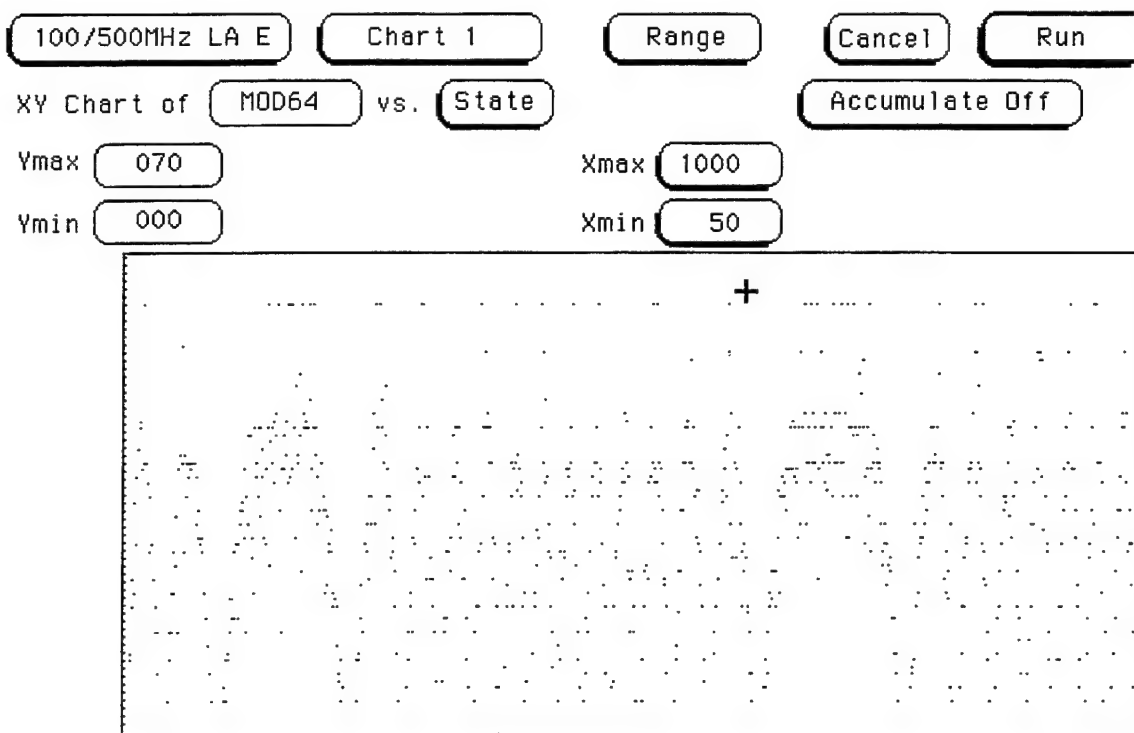 100/500MHz LA E Chart 1 Range Cancel Run
XY Chart of MOD64 vs. State Accumulate Off
Ymax 070 Xmax 1000
Ymin 000 Xmin 50